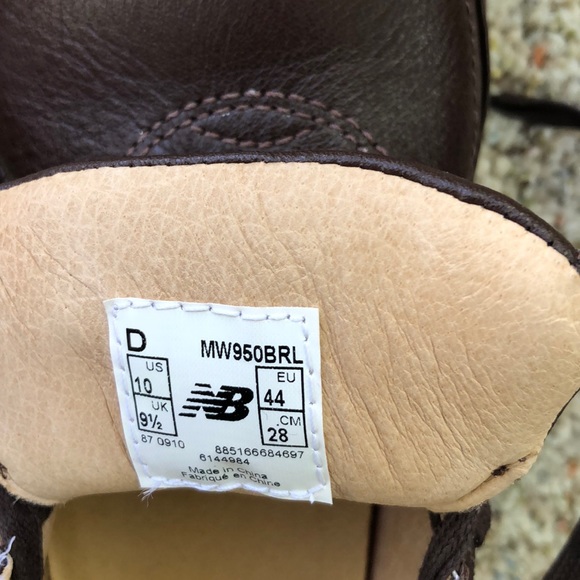 D MW950BRL
US
10
UK
9½
NB
EU
44
CM
28
87 0910
885166684697
6144984
Made in China
Fabriqué en Chine